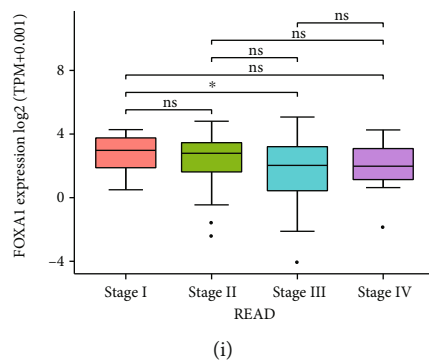 ns
ns
ns
ns
*
ns
FOXA1 expression log2 (TPM+0.001)
8
4
0
−4
Stage I Stage II Stage III Stage IV
READ
(i)